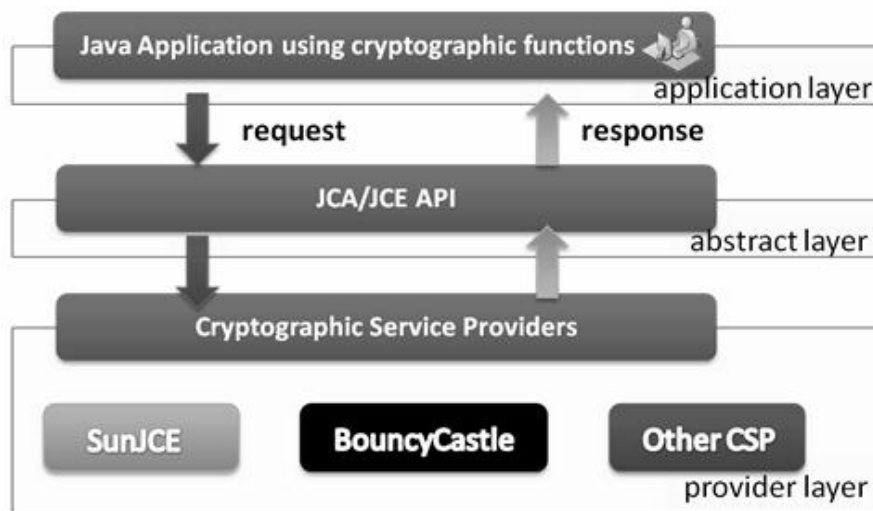 Java Application using cryptographic functions
application layer
request
response
JCA/JCE API
abstract layer
Cryptographic Service Providers
SunJCE
BouncyCastle
Other CSP
provider layer